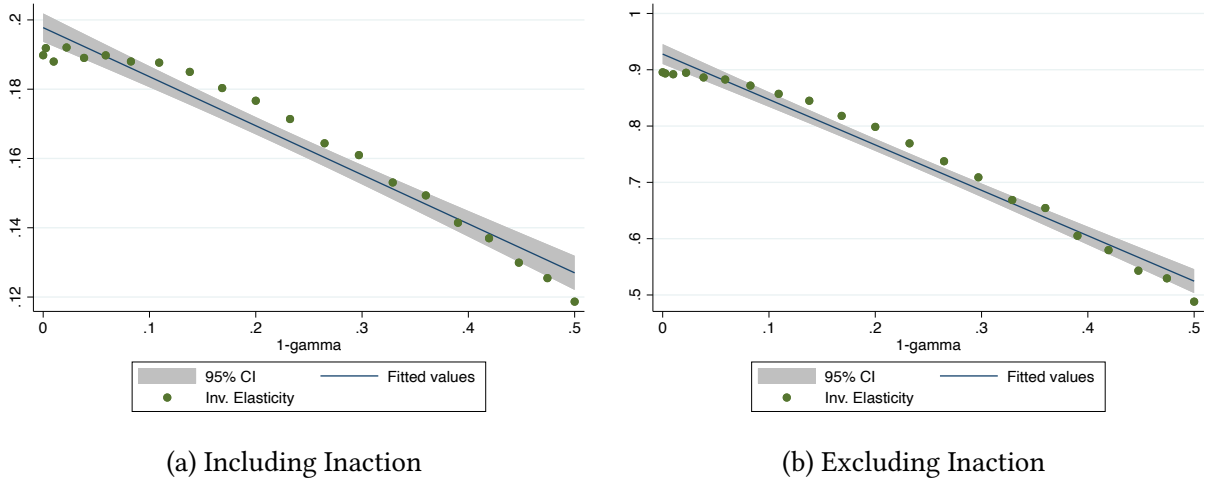 .2
.18
.16
.14
.12
0 .1 .2 .3 .4 .5
1-gamma
95% CI Fitted values
Inv. Elasticity
(a) Including Inaction
1
.9
.8
.7
.6
.5
0 .1 .2 .3 .4 .5
1-gamma
95% CI Fitted values
Inv. Elasticity
(b) Excluding Inaction